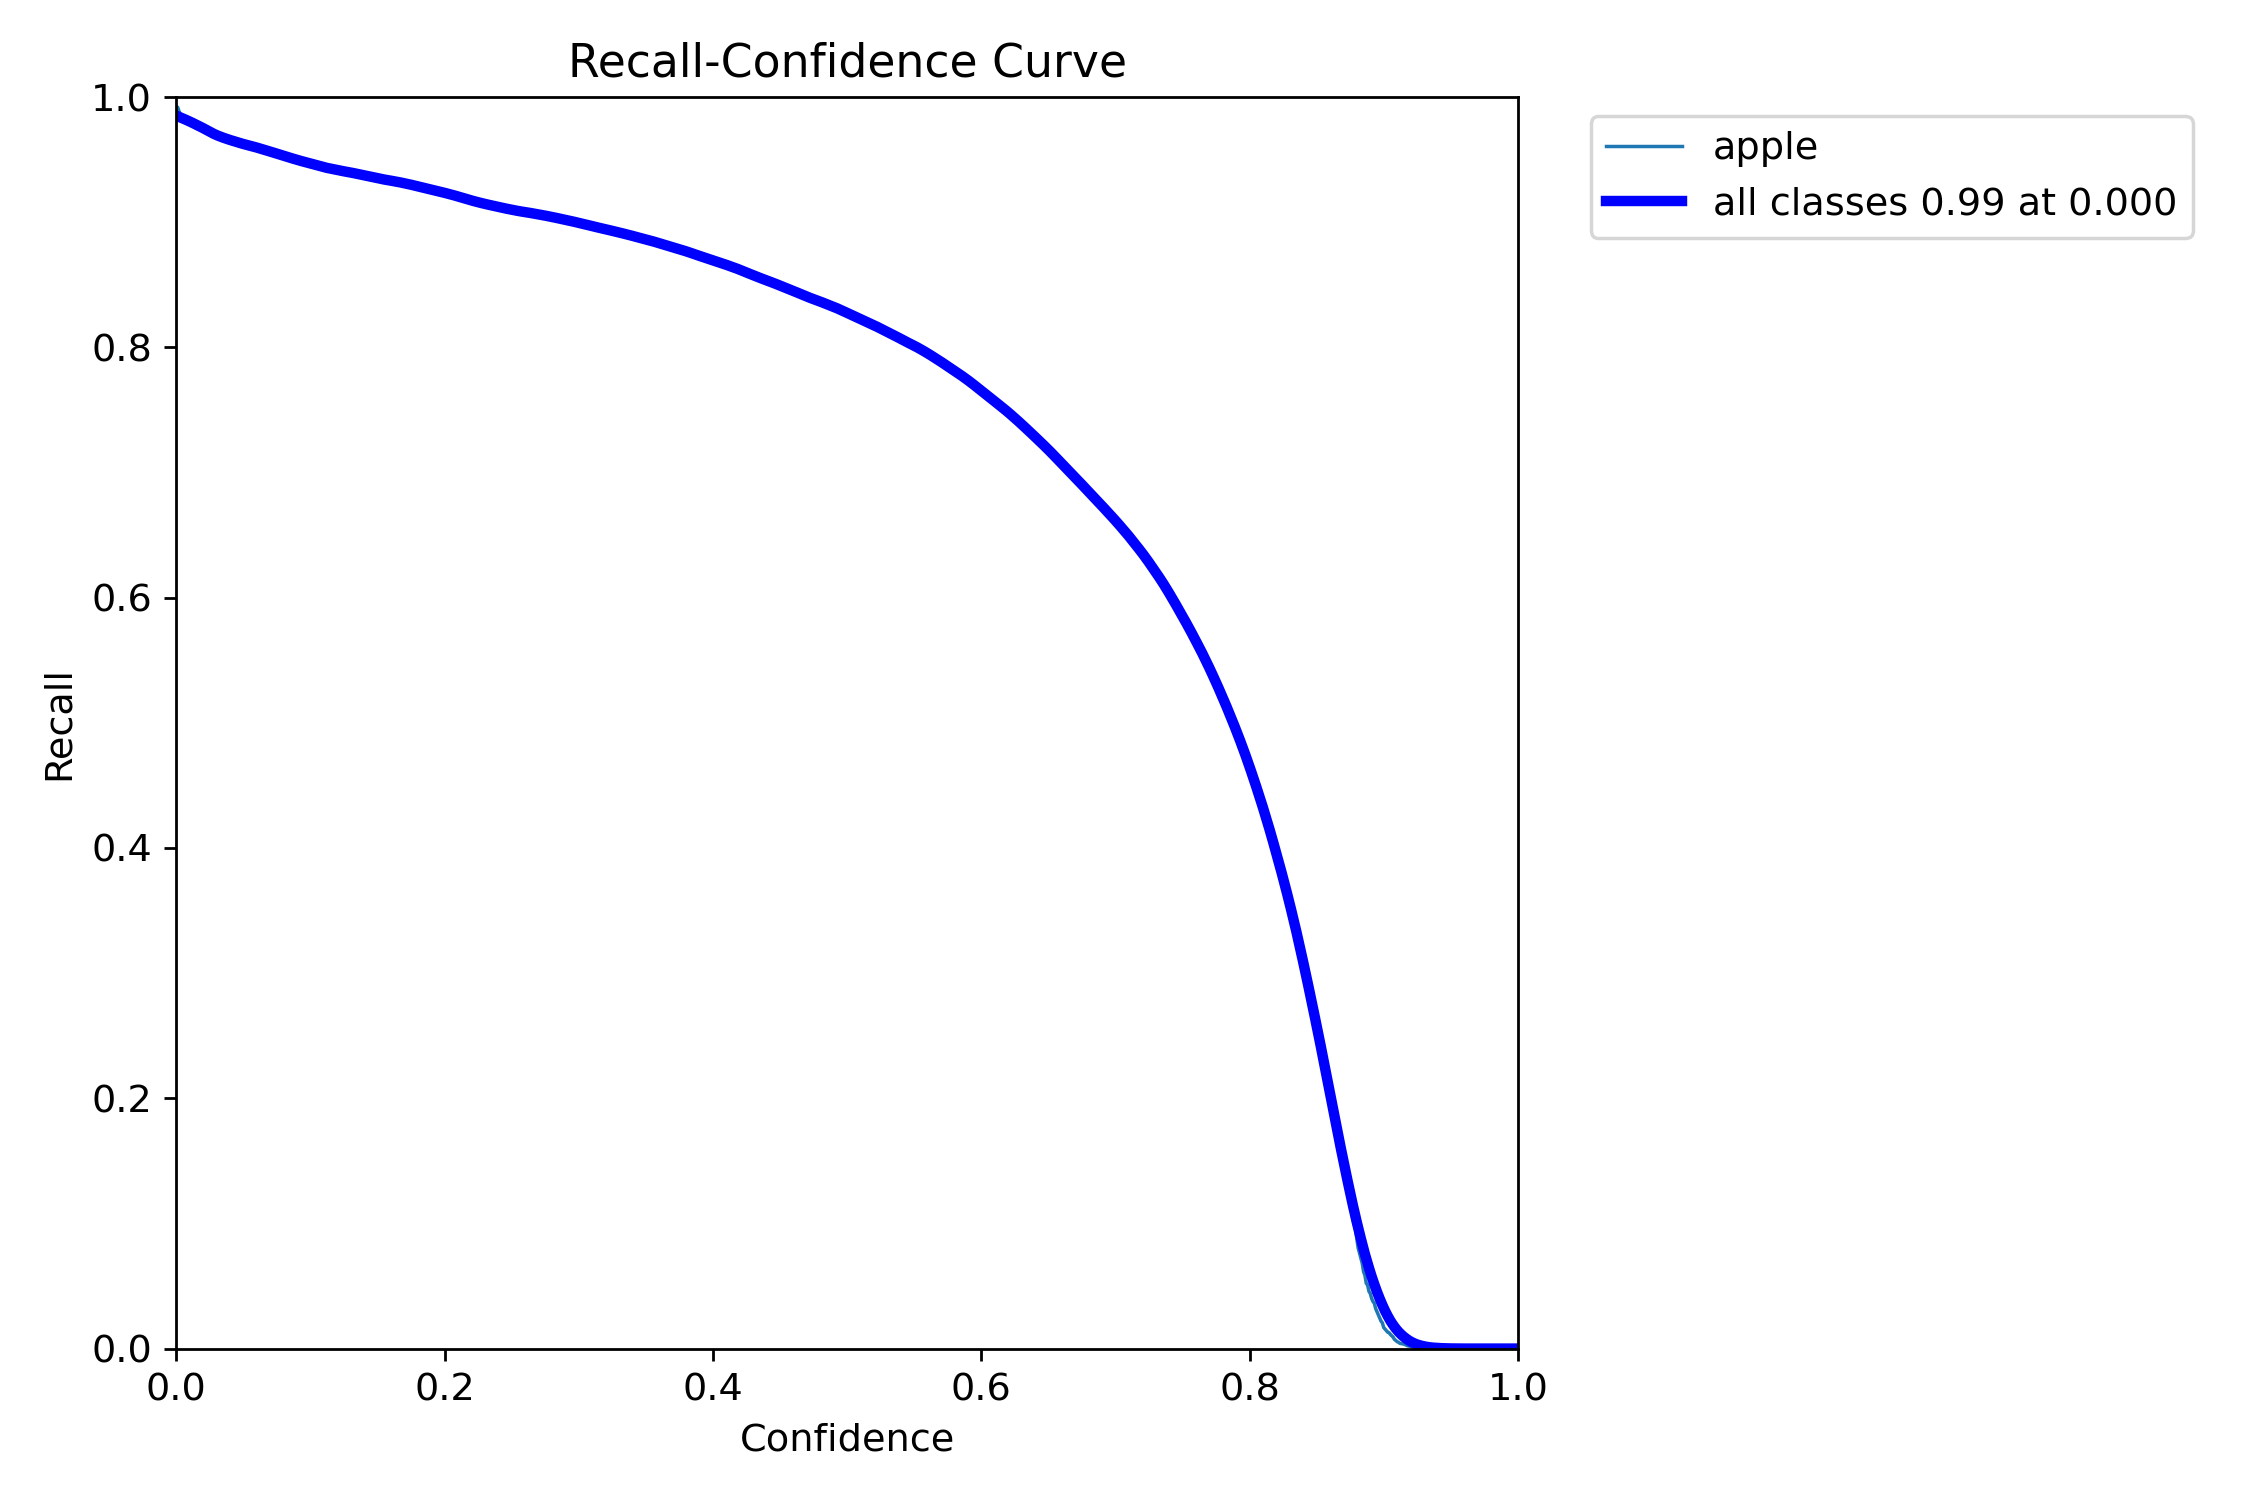 Recall-Confidence Curve
1.0
0.8
0.6
0.4
0.2
0.0
Recall
0.0 0.2 0.4 0.6 0.8 1.0
Confidence
apple
all classes 0.99 at 0.000